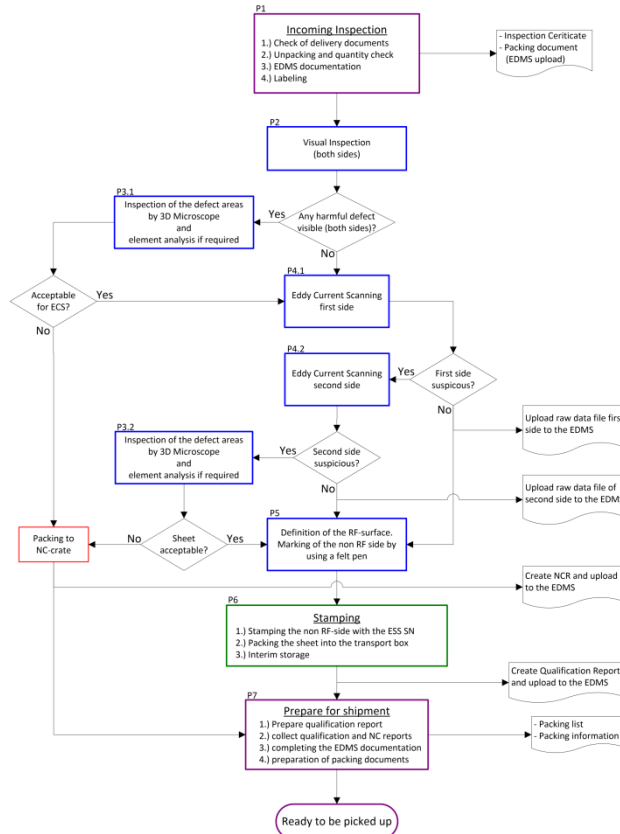 P1
Incoming Inspection
1.) Check of delivery documents
2.) Unpacking and quantity check
3.) EDMS documentation
4.) Labeling
- Inspection Ceriticate
- Packing document
(EDMS upload)
P2
Visual Inspection
(both sides)
P3.1
Inspection of the defect areas
by 3D Microscope
and
element analysis if required
Yes
Any harmful defect
visible (both sides)?
No
P4.1
Acceptable
for ECS?
Yes
No
Eddy Current Scanning
first side
P4.2
Eddy Current Scanning
second side
Yes
First side
suspicous?
No
Upload raw data file first
side to the EDMS
P3.2
Inspection of the defect areas
by 3D Microscope
and
element analysis if required
Yes
Second side
suspicous?
No
Upload raw data file of
second side to the EDMS
P5
Packing to
NC-crate
No
Sheet
acceptable?
Yes
Definition of the RF-surface.
Marking of the non RF side by
using a felt pen
Create NCR and upload
to the EDMS
P6
Stamping
1.) Stamping the non RF-side with the ESS SN
2.) Packing the sheet into the transport box
3.) Interim storage
Create Qualification Report
and upload to the EDMS
P7
Prepare for shipment
1.) Prepare qualification report
2.) collect qualification and NC reports
3.) completing the EDMS documentation
4.) preparation of packing documents
- Packing list
- Packing information
Ready to be picked up